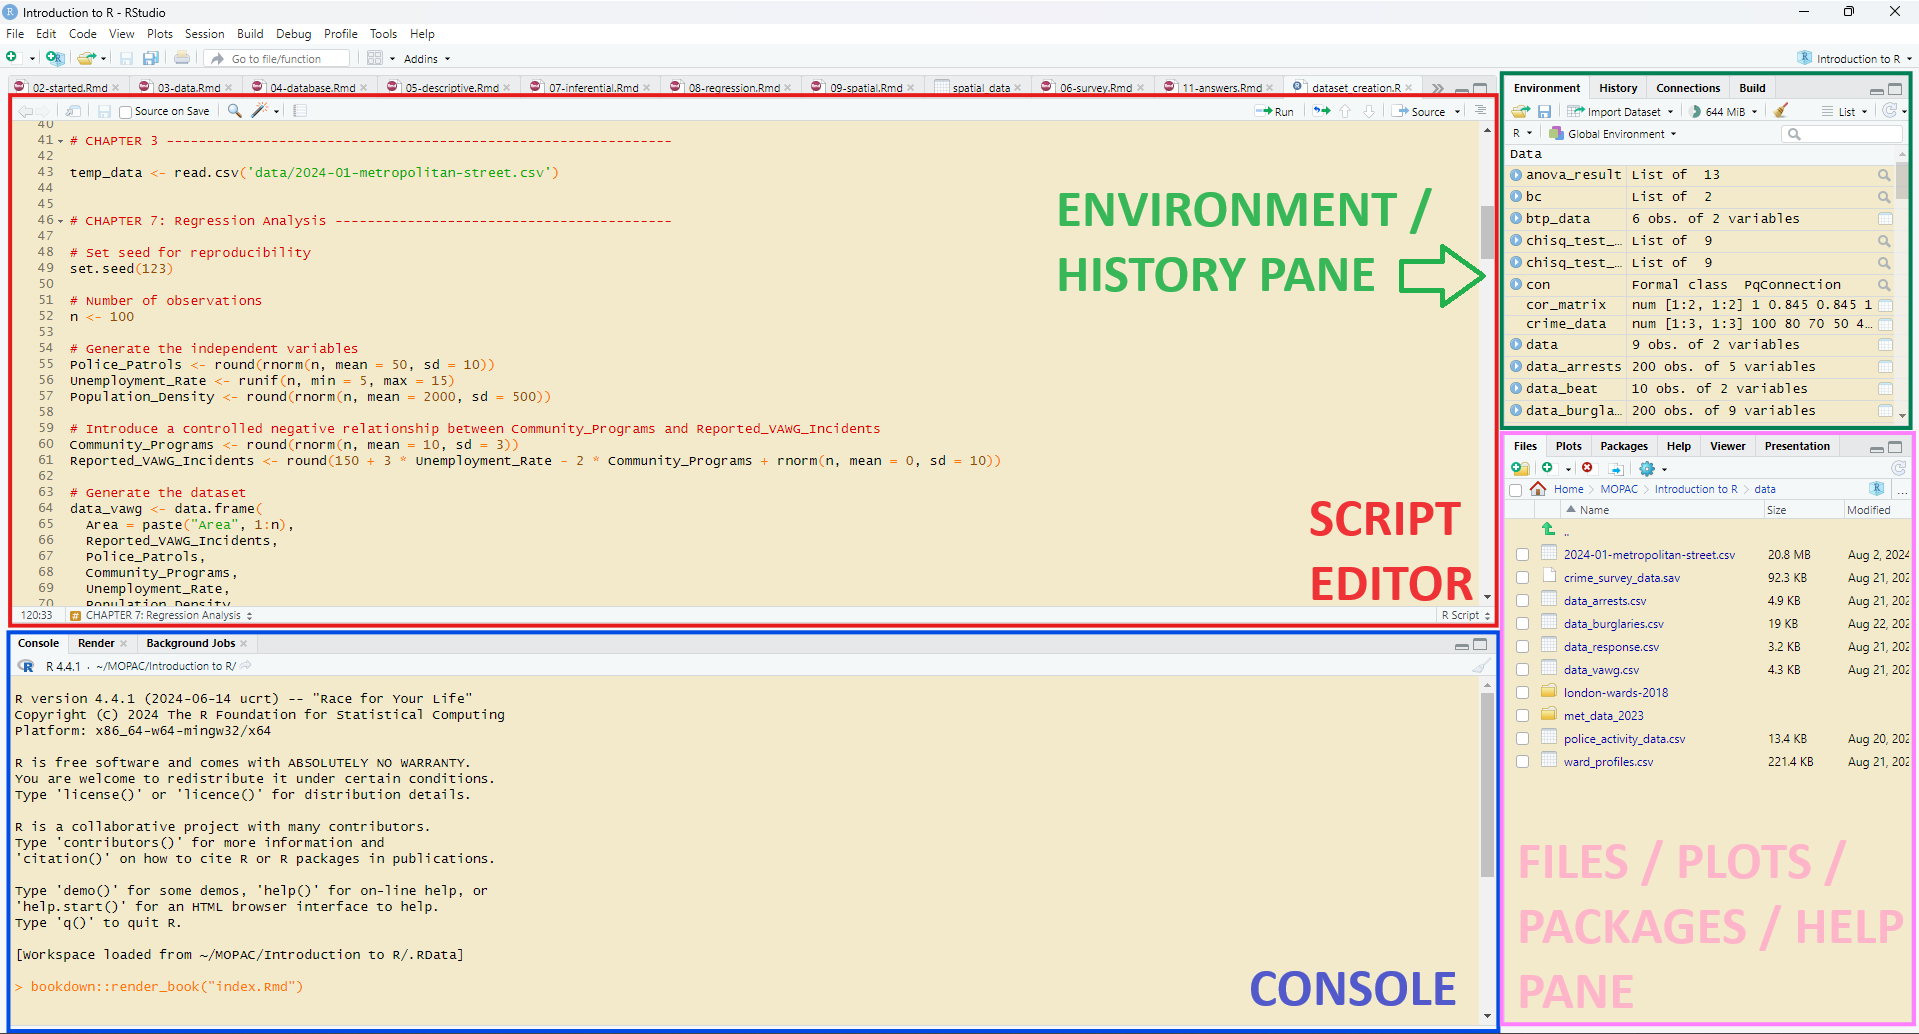 Introduction to R - RStudio
File Edit Code View Plots Session Build Debug Profile Tools Help
Go to file/function Addins Introduction to R
02-started.Rmd 03-data.Rmd 04-database.Rmd 05-descriptive.Rmd 07-inferential.Rmd 08-regression.Rmd 09-spatial.Rmd spatial_data 06-survey.Rmd 11-answers.Rmd dataset_creation.R
Source on Save Run Source
40
41 # CHAPTER 3 ---------------------------------------------------------------
42
43 temp_data <- read.csv('data/2024-01-metropolitan-street.csv')
44
45
46 # CHAPTER 7: Regression Analysis ------------------------------------------
47
48 # Set seed for reproducibility
49 set.seed(123)
50
51 # Number of observations
52 n <- 100
53
54 # Generate the independent variables
55 Police_Patrols <- round(rnorm(n, mean = 50, sd = 10))
56 Unemployment_Rate <- runif(n, min = 5, max = 15)
57 Population_Density <- round(rnorm(n, mean = 2000, sd = 500))
58
59 # Introduce a controlled negative relationship between Community_Programs and Reported_VAWG_Incidents
60 Community_Programs <- round(rnorm(n, mean = 10, sd = 3))
61 Reported_VAWG_Incidents <- round(150 + 3 * Unemployment_Rate - 2 * Community_Programs + rnorm(n, mean = 0, sd = 10))
62
63 # Generate the dataset
64 data_vawg <- data.frame(
65 Area = paste("Area", 1:n),
66 Reported_VAWG_Incidents,
67 Police_Patrols,
68 Community_Programs,
69 Unemployment_Rate,
70 Population_Density
120:33 CHAPTER 7: Regression Analysis R Script
ENVIRONMENT /
HISTORY PANE
SCRIPT
EDITOR
Console Render Background Jobs
R 4.4.1 · ~/MOPAC/Introduction to R/
R version 4.4.1 (2024-06-14 ucrt) -- "Race for Your Life"
Copyright (C) 2024 The R Foundation for Statistical Computing
Platform: x86_64-w64-mingw32/x64
R is free software and comes with ABSOLUTELY NO WARRANTY.
You are welcome to redistribute it under certain conditions.
Type 'license()' or 'licence()' for distribution details.
R is a collaborative project with many contributors.
Type 'contributors()' for more information and
'citation()' on how to cite R or R packages in publications.
Type 'demo()' for some demos, 'help()' for on-line help, or
'help.start()' for an HTML browser interface to help.
Type 'q()' to quit R.
[Workspace loaded from ~/MOPAC/Introduction to R/.RData]
> bookdown::render_book("index.Rmd")
CONSOLE
Environment History Connections Build
Import Dataset 644 MiB List
R Global Environment
Data
anova_result List of 13
bc List of 2
btp_data 6 obs. of 2 variables
chisq_test_… List of 9
chisq_test_… List of 9
con Formal class PqConnection
cor_matrix num [1:2, 1:2] 1 0.845 0.845 1
crime_data num [1:3, 1:3] 100 80 70 50 4…
data 9 obs. of 2 variables
data_arrests 200 obs. of 5 variables
data_beat 10 obs. of 2 variables
data_burgla… 200 obs. of 9 variables
Files Plots Packages Help Viewer Presentation
Home MOPAC Introduction to R data ...
Name Size Modified
..
2024-01-metropolitan-street.csv 20.8 MB Aug 2, 2024
crime_survey_data.sav 92.3 KB Aug 21, 202
data_arrests.csv 4.9 KB Aug 21, 202
data_burglaries.csv 19 KB Aug 22, 202
data_response.csv 3.2 KB Aug 21, 202
data_vawg.csv 4.3 KB Aug 21, 202
london-wards-2018
met_data_2023
police_activity_data.csv 13.4 KB Aug 20, 202
ward_profiles.csv 221.4 KB Aug 21, 202
FILES / PLOTS /
PACKAGES / HELP
PANE